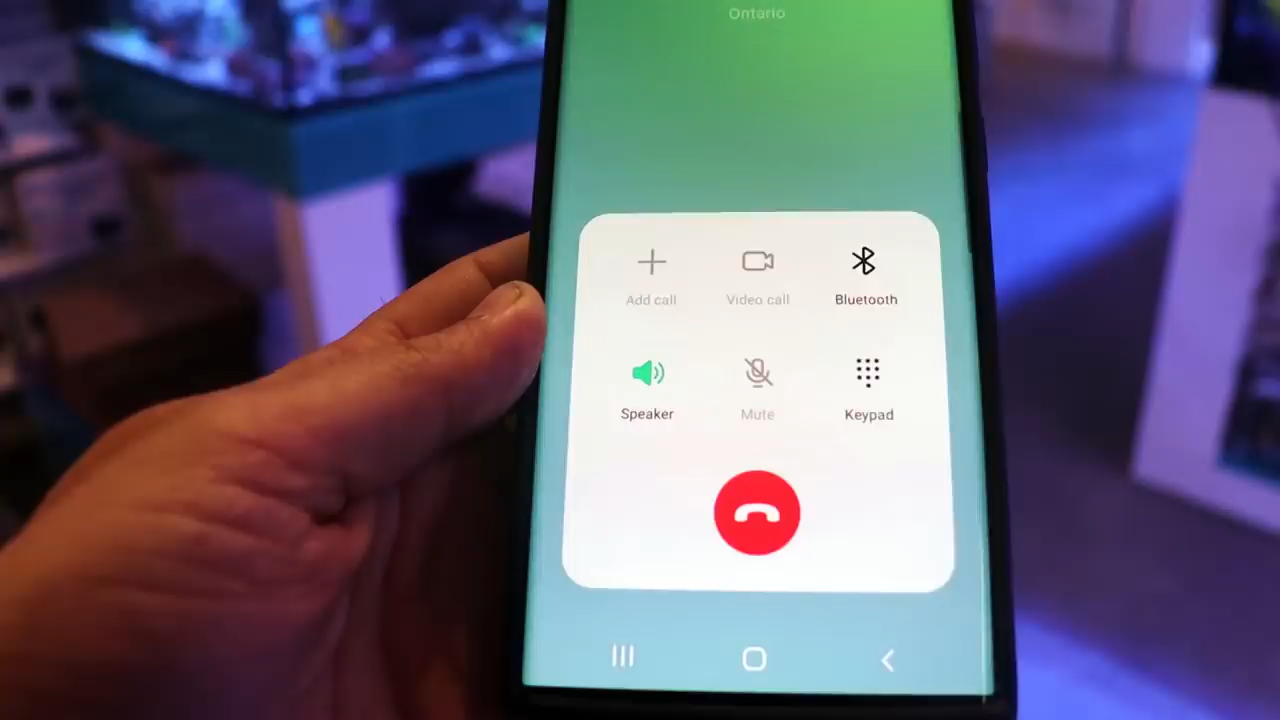 Ontario
Add call
Video call
Bluetooth
Speaker
Mute
Keypad